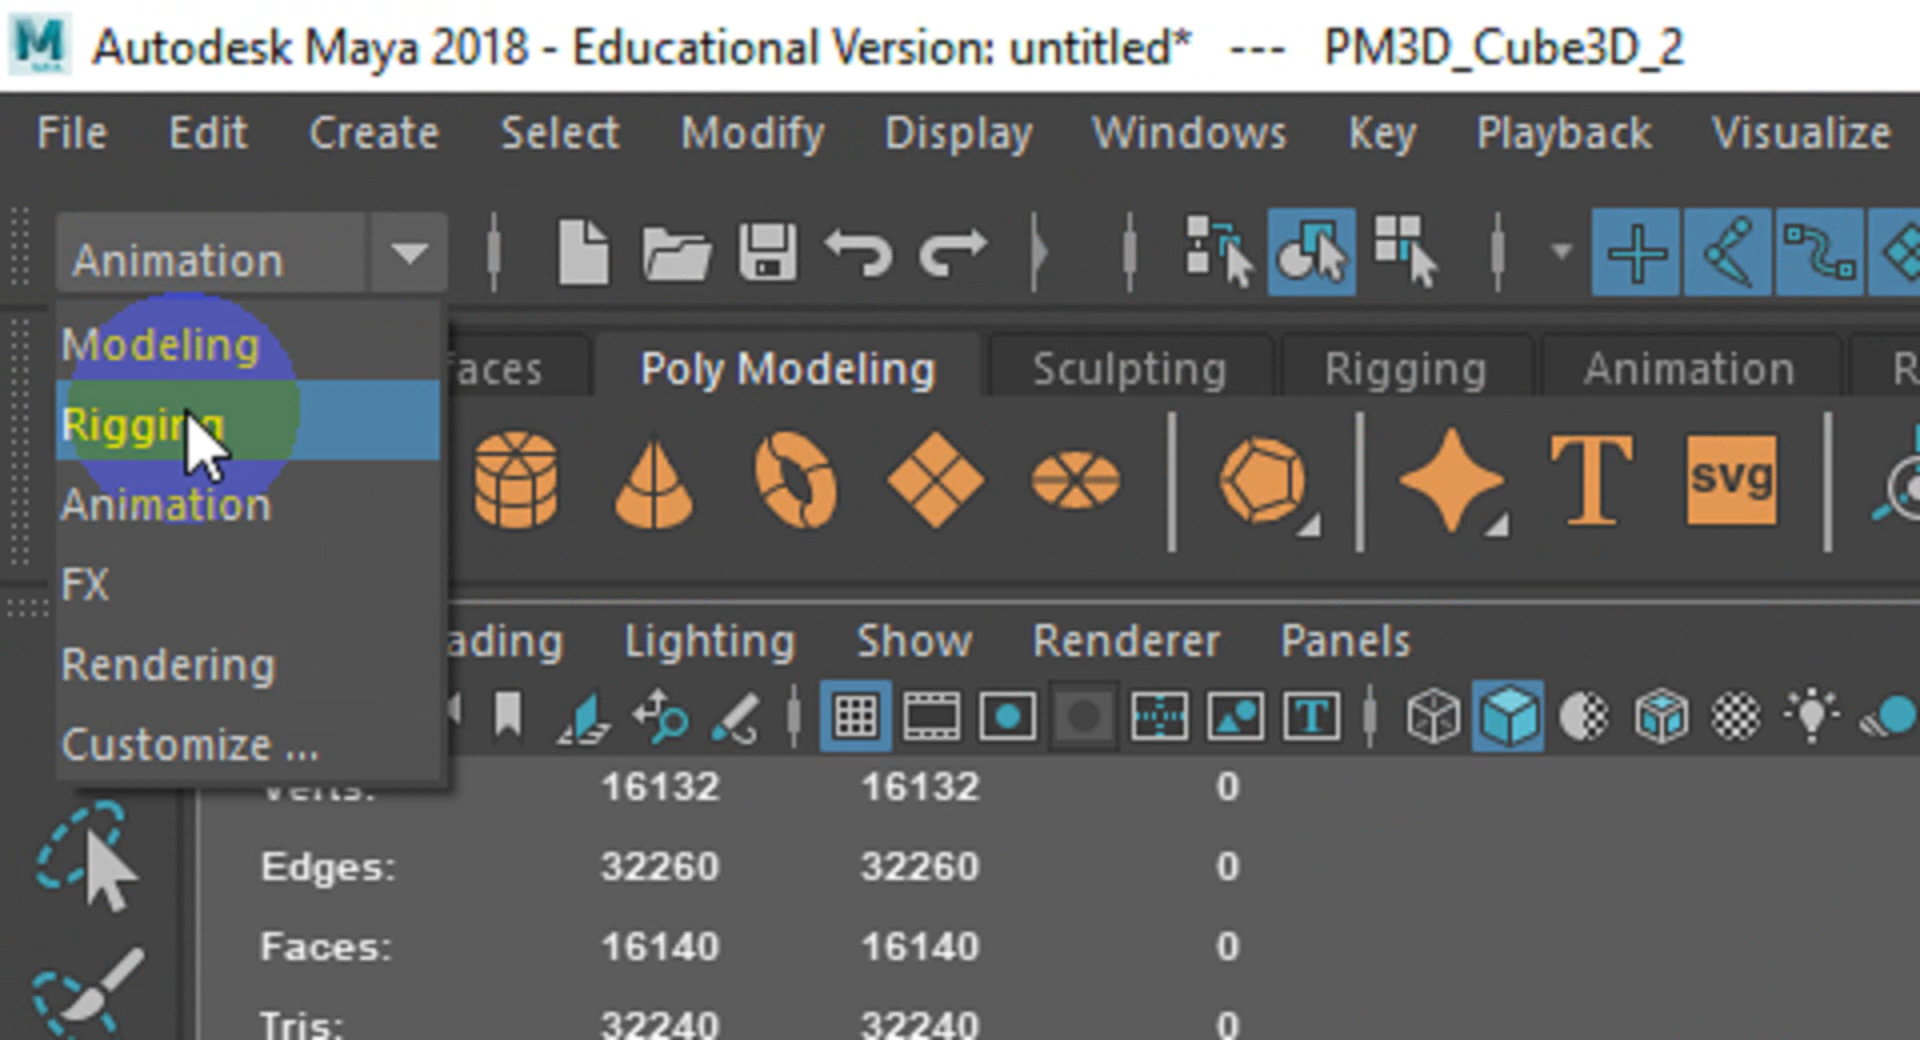 Autodesk Maya 2018 - Educational Version: untitled* --- PM3D_Cube3D_2
File Edit Create Select Modify Display Windows Key Playback Visualize
Animation
Modeling
Rigging
Animation
FX
Rendering
Customize ...
faces Poly Modeling Sculpting Rigging Animation R
T svg
ading Lighting Show Renderer Panels
T
Verts: 16132 16132 0
Edges: 32260 32260 0
Faces: 16140 16140 0
Tris: 32240 32240 0